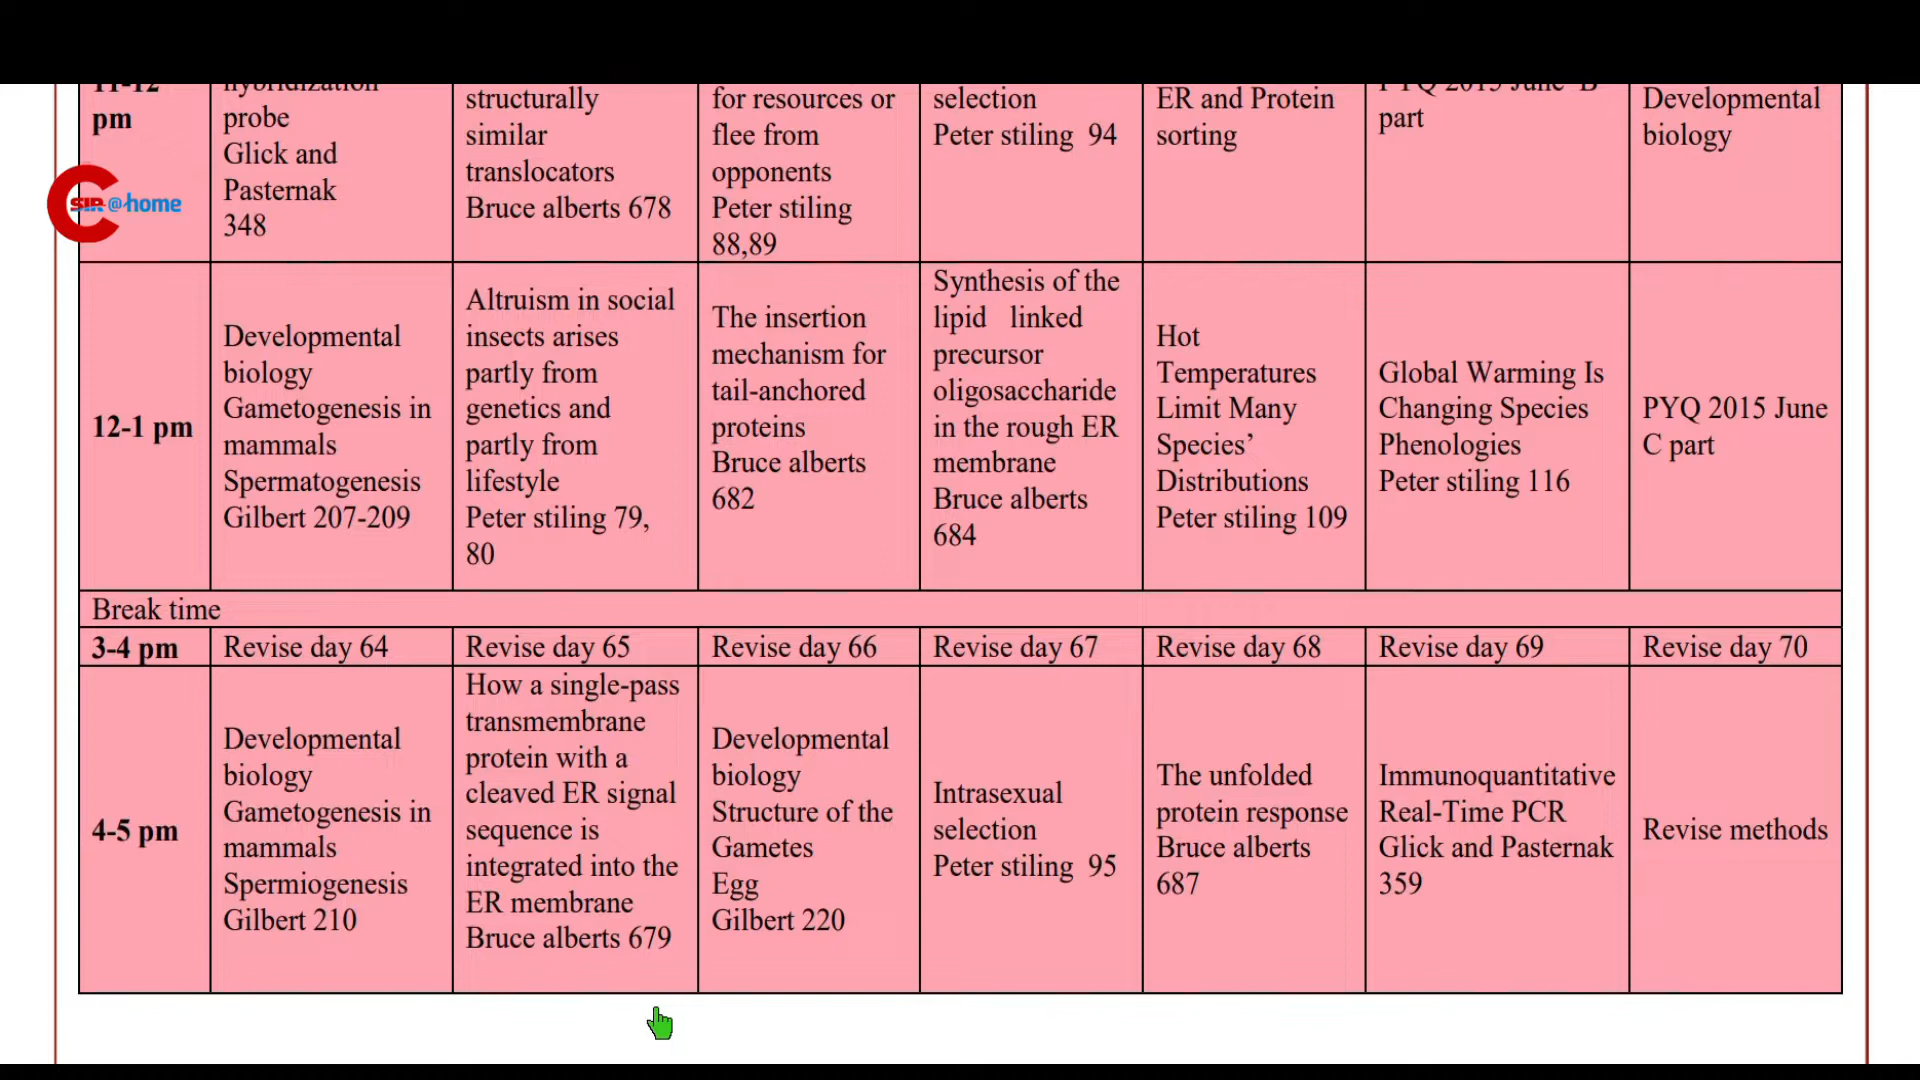 11-12
pm
hybridization
probe
Glick and
Pasternak
348
structurally
similar
translocators
Bruce alberts 678
for resources or
flee from
opponents
Peter stiling
88,89
selection
Peter stiling 94
ER and Protein
sorting
PYQ 2015 June B
part
Developmental
biology
CSIR@home
12-1 pm
Developmental
biology
Gametogenesis in
mammals
Spermatogenesis
Gilbert 207-209
Altruism in social
insects arises
partly from
genetics and
partly from
lifestyle
Peter stiling 79,
80
The insertion
mechanism for
tail-anchored
proteins
Bruce alberts
682
Synthesis of the
lipid linked
precursor
oligosaccharide
in the rough ER
membrane
Bruce alberts
684
Hot
Temperatures
Limit Many
Species’
Distributions
Peter stiling 109
Global Warming Is
Changing Species
Phenologies
Peter stiling 116
PYQ 2015 June
C part
Break time
3-4 pm
Revise day 64
Revise day 65
Revise day 66
Revise day 67
Revise day 68
Revise day 69
Revise day 70
4-5 pm
Developmental
biology
Gametogenesis in
mammals
Spermiogenesis
Gilbert 210
How a single-pass
transmembrane
protein with a
cleaved ER signal
sequence is
integrated into the
ER membrane
Bruce alberts 679
Developmental
biology
Structure of the
Gametes
Egg
Gilbert 220
Intrasexual
selection
Peter stiling 95
The unfolded
protein response
Bruce alberts
687
Immunoquantitative
Real-Time PCR
Glick and Pasternak
359
Revise methods